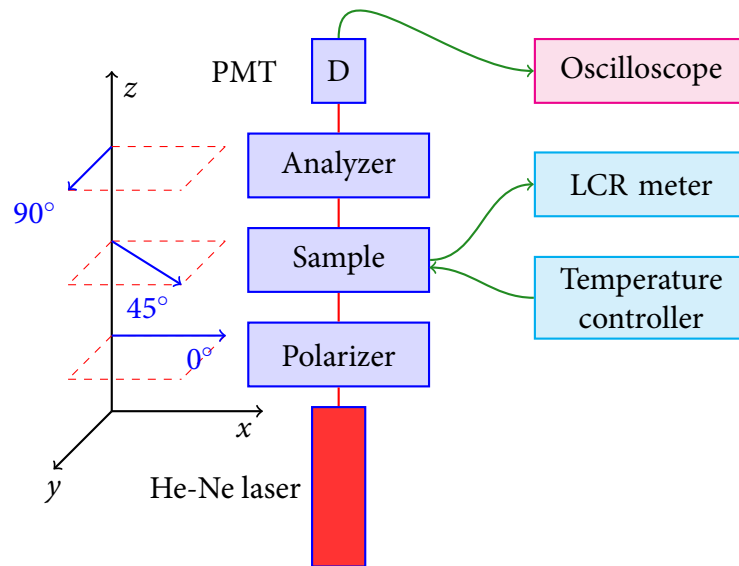 PMT
D
Oscilloscope
z
Analyzer
90°
LCR meter
Sample
45°
Temperature
controller
0°
Polarizer
x
y
He-Ne laser